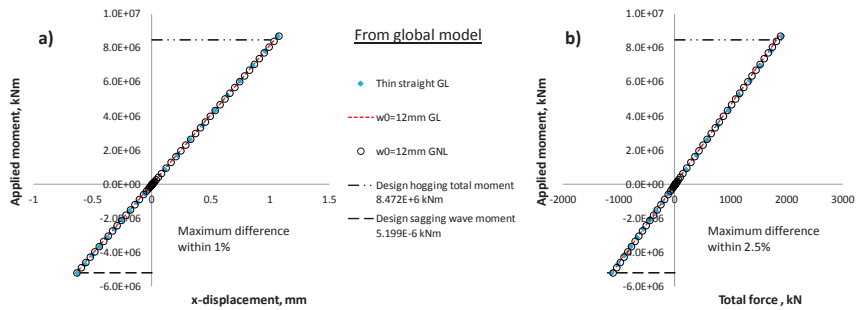 a)
1.0E+07
8.0E+06
6.0E+06
4.0E+06
2.0E+06
0.0E+00
-2.0E+06
-4.0E+06
-6.0E+06
-1
-0.5
0
0.5
1
1.5
Applied moment, kNm
x-displacement, mm
Maximum difference
within 1%
From global model
Thin straight GL
w0=12mm GL
w0=12mm GNL
Design hogging total moment
8.472E+6 kNm
Design sagging wave moment
5.199E-6 kNm
b)
1.0E+07
8.0E+06
6.0E+06
4.0E+06
2.0E+06
0.0E+00
-2.0E+06
-4.0E+06
-6.0E+06
-2000
-1000
0
1000
2000
3000
Applied moment, kNm
Total force , kN
Maximum difference
within 2.5%